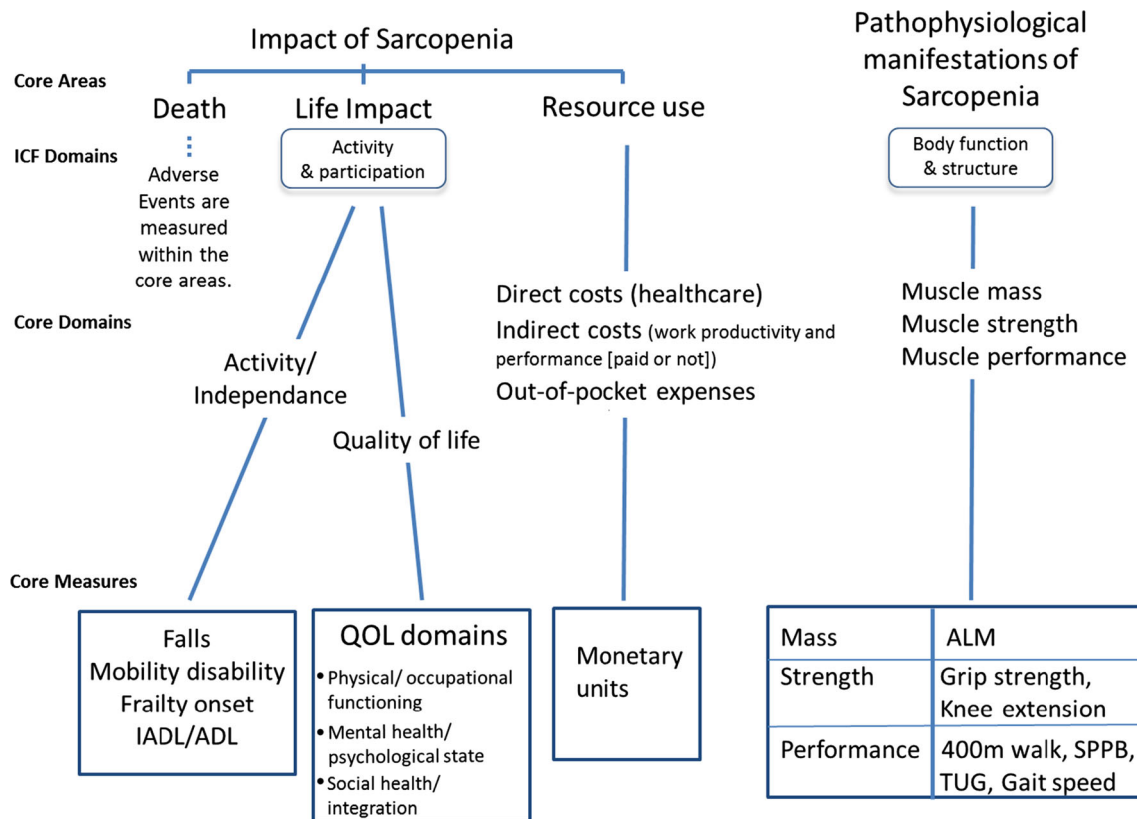 Impact of Sarcopenia
Pathophysiological
manifestations of
Sarcopenia
Core Areas
Death
Life Impact
Resource use
ICF Domains
Activity
& participation
Body function
& structure
Adverse
Events are
measured
within the
core areas.
Core Domains
Activity/
Independance
Quality of life
Direct costs (healthcare)
Indirect costs (work productivity and
performance [paid or not])
Out-of-pocket expenses
Muscle mass
Muscle strength
Muscle performance
Core Measures
Falls
Mobility disability
Frailty onset
IADL/ADL
QOL domains
• Physical/ occupational
functioning
• Mental health/
psychological state
• Social health/
integration
Monetary
units
Mass ALM
Strength Grip strength,
Knee extension
Performance 400m walk, SPPB,
TUG, Gait speed